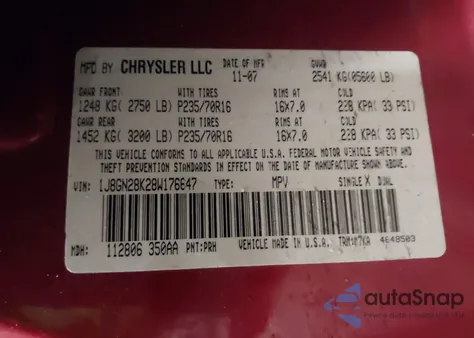 MFD BY CHRYSLER LLC DATE OF MFR 11-07 GVWR 2541 KG(05600 LB)
GAWR FRONT TIRES RIMS AT COLD
1248 KG( 2750 LB) P235/70R16 16X7.0 228 KPA( 33 PSI)
GAWR REAR TIRES RIMS AT COLD
1452 KG( 3200 LB) P235/70R16 16X7.0 228 KPA( 33 PSI)
THIS VEHICLE CONFORMS TO ALL APPLICABLE U.S.A. FEDERAL MOTOR VEHICLE SAFETY AND
THEFT PREVENTION STANDARDS IN EFFECT ON THE DATE OF MANUFACTURE SHOWN ABOVE.
VIN: 1J8GN28K28W176647 TYPE: MPV SINGLE X DUAL
MDH: 112806 350AA PNT: PRH VEHICLE MADE IN U.S.A. TRM: M7KA 4648503
autoSnap